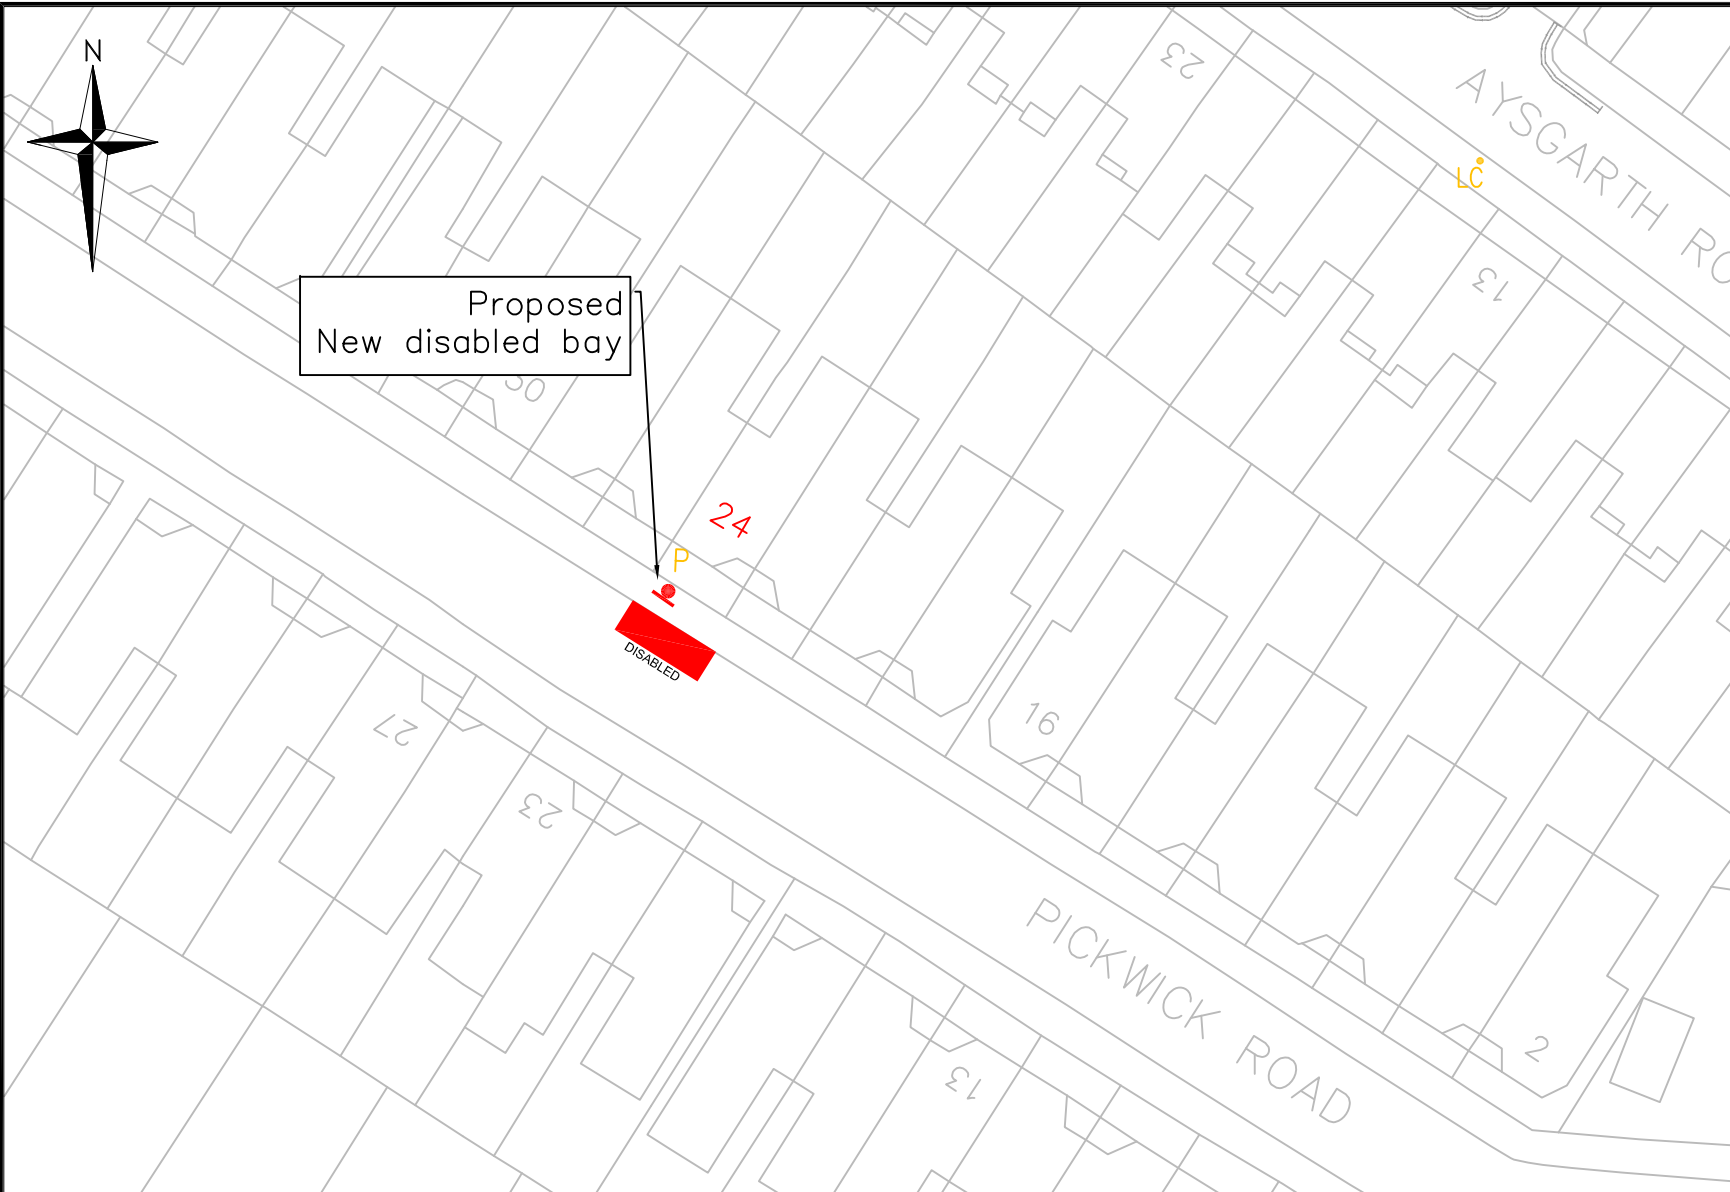 N
23
AYSGARTH RO
LC
13
Proposed
New disabled bay
30
24
P
DISABLED
16
27
23
PICKWICK ROAD
2
13